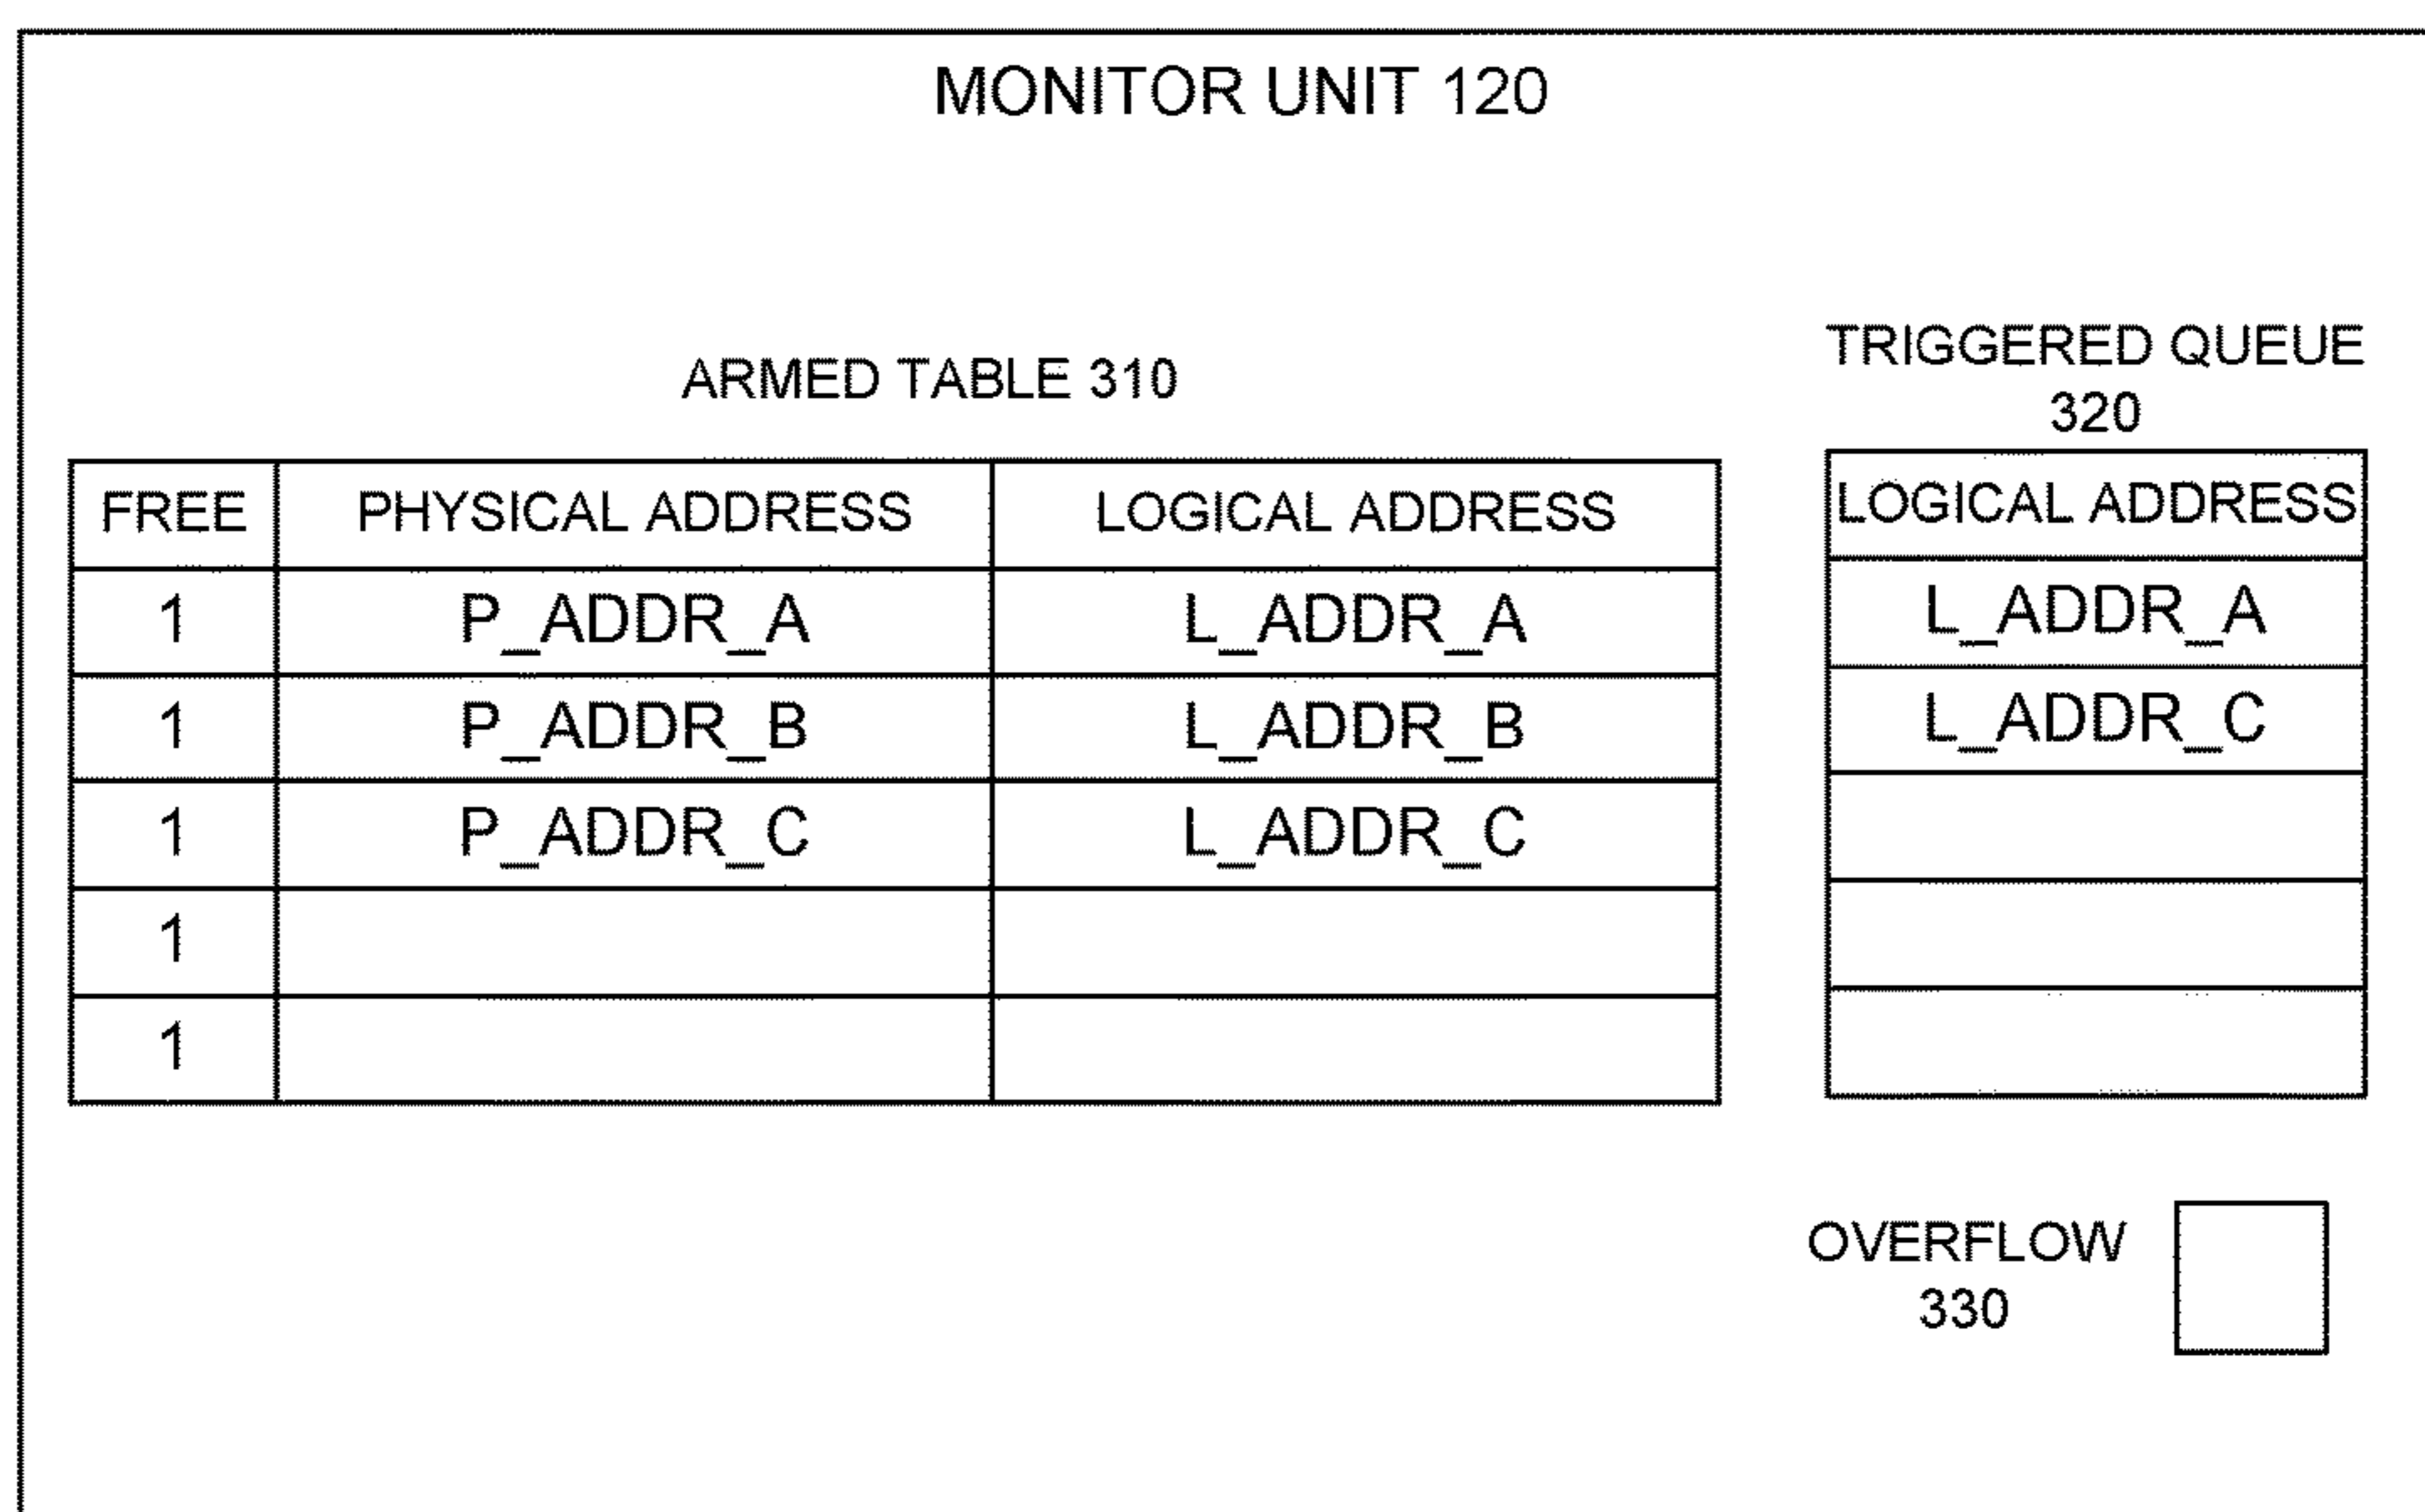 MONITOR UNIT 120
ARMED TABLE 310
TRIGGERED QUEUE
320
FREE PHYSICAL ADDRESS LOGICAL ADDRESS
1 P_ADDR_A L_ADDR_A
1 P_ADDR_B L_ADDR_B
1 P_ADDR_C L_ADDR_C
1
1
LOGICAL ADDRESS
L_ADDR_A
L_ADDR_C
OVERFLOW
330